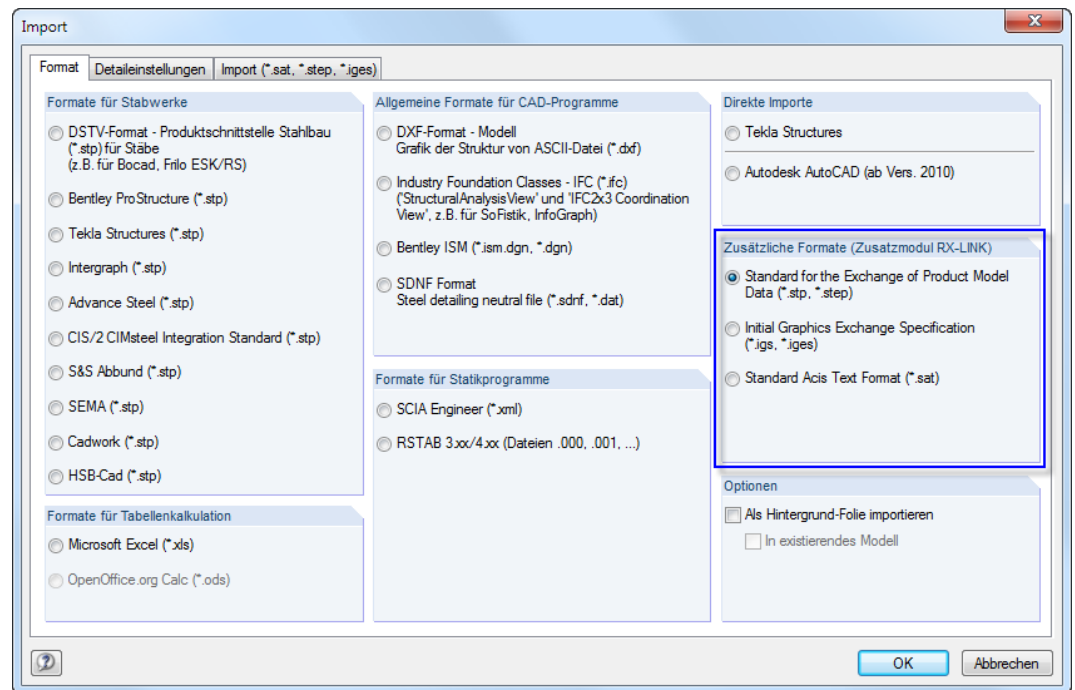 Import
Format
Detaileinstellungen
Import (*.sat, *.step, *.iges)
Formate für Stabwerke
DSTV-Format - Produktschnittstelle Stahlbau
(*.stp) für Stäbe
(z.B. für Bocad, Frilo ESK/RS)
Bentley ProStructure (*.stp)
Tekla Structures (*.stp)
Intergraph (*.stp)
Advance Steel (*.stp)
CIS/2 CIMsteel Integration Standard (*.stp)
S&S Abbund (*.stp)
SEMA (*.stp)
Cadwork (*.stp)
HSB-Cad (*.stp)
Formate für Tabellenkalkulation
Microsoft Excel (*.xls)
OpenOffice.org Calc (*.ods)
Allgemeine Formate für CAD-Programme
DXF-Format - Modell
Grafik der Struktur von ASCII-Datei (*.dxf)
Industry Foundation Classes - IFC (*.ifc)
('StructuralAnalysisView' und 'IFC2x3 Coordination
View', z.B. für SoFistik, InfoGraph)
Bentley ISM (*.ism.dgn, *.dgn)
SDNF Format
Steel detailing neutral file (*.sdnf, *.dat)
Formate für Statikprogramme
SCIA Engineer (*.xml)
RSTAB 3.xx/4.xx (Dateien .000, .001, ...)
Direkte Importe
Tekla Structures
Autodesk AutoCAD (ab Vers. 2010)
Zusätzliche Formate (Zusatzmodul RX-LINK)
Standard for the Exchange of Product Model
Data (*.stp, *.step)
Initial Graphics Exchange Specification
(*.igs, *.iges)
Standard Acis Text Format (*.sat)
Optionen
Als Hintergrund-Folie importieren
In existierendes Modell
OK
Abbrechen